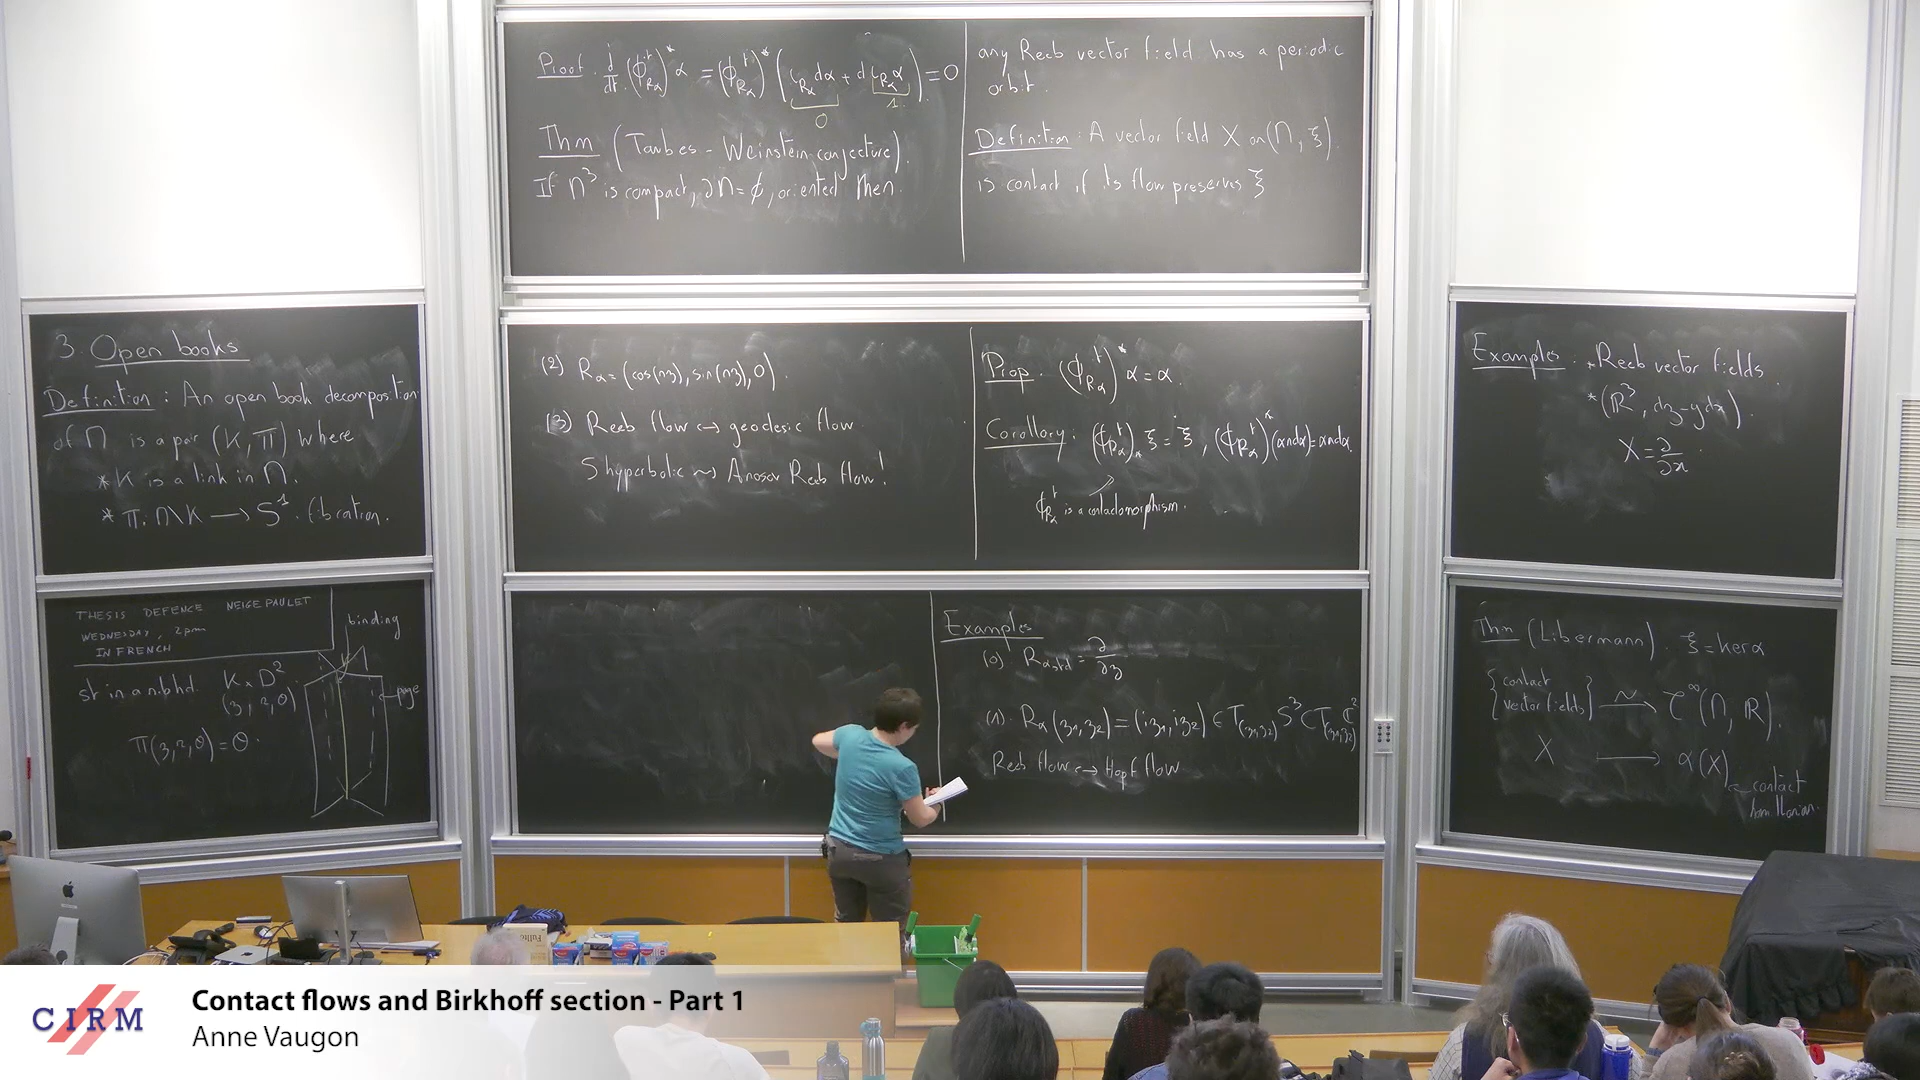 Proof. d/dt (ϕ^t_{Rα})^* α = (ϕ^t_{Rα})^* (ι_{Rα} dα + d ι_{Rα} α) = 0
0
1.
Thm (Taubes - Weinstein conjecture).
If M^3 is compact, ∂M = ∅, oriented then.
any Reeb vector field has a periodic
orbit.
Definition: A vector field X on (M, ξ).
is contact if its flow preserves ξ
3. Open books
Definition: An open book decomposition
of M is a pair (K, π) where
* K is a link in M.
* π: M\K → S^1 fibration.
THESIS DEFENCE NEIGE PAULET
WEDNESDAY, 2pm
IN FRENCH
binding
page
st in a nbhd. K × D^2
(z, r, θ)
π(z, r, θ) = θ.
(2) Rα = (cos(nz), sin(nz), 0).
(3) Reeb flow ↔ geodesic flow
S hyperbolic ⇝ Anosov Reeb flow!
Prop. (ϕ^t_{Rα})^* α = α.
Corollary: (ϕ^t_{Rα})_* ξ = ξ, (ϕ^t_{Rα})^* (α∧dα) = α∧dα.
ϕ^t_{Rα} is a contactomorphism.
Examples
(0) R_{αstd} = ∂/∂z
(1). Rα(z1, z2) = (iz1, iz2) ∈ T_{(z1,z2)} S^3 ⊂ T_{(z1,z2)} ℂ^2
Reeb flow ↔ Hopf flow
Examples. * Reeb vector fields.
* (ℝ^3, dz - ydx).
X = ∂/∂x.
Thm (Libermann). ξ = ker α
{contact vector fields} ~→ C^∞(M, ℝ).
X → α(X)
contact
hamiltonian.
CIRM
Contact flows and Birkhoff section - Part 1
Anne Vaugon